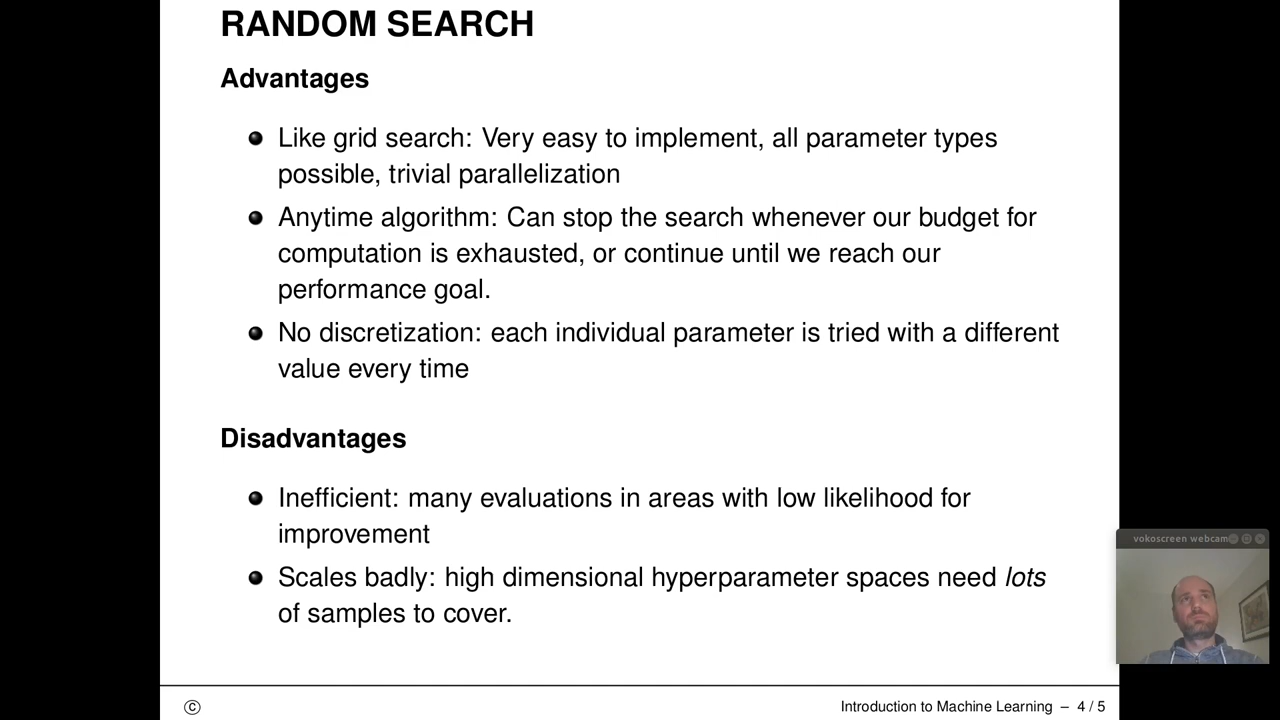 RANDOM SEARCH
Advantages
Like grid search: Very easy to implement, all parameter types
possible, trivial parallelization
Anytime algorithm: Can stop the search whenever our budget for
computation is exhausted, or continue until we reach our
performance goal.
No discretization: each individual parameter is tried with a different
value every time
Disadvantages
Inefficient: many evaluations in areas with low likelihood for
improvement
Scales badly: high dimensional hyperparameter spaces need lots
of samples to cover.
vokoscreen webcam
© Introduction to Machine Learning – 4 / 5